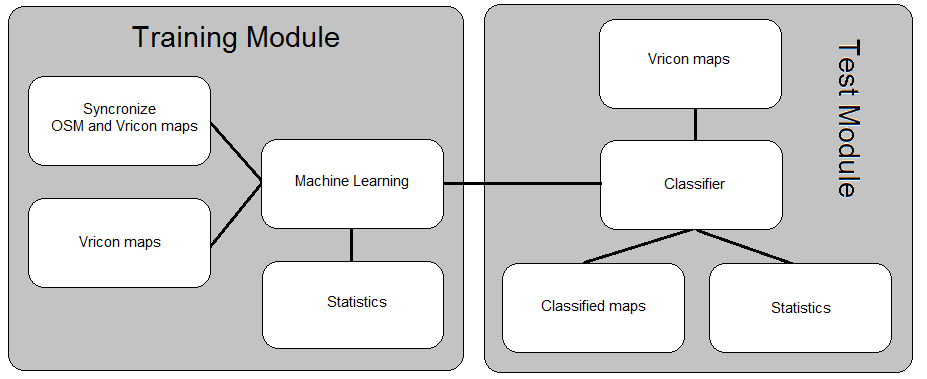 Training Module
Syncronize
OSM and Vricon maps
Machine Learning
Vricon maps
Statistics
Test Module
Vricon maps
Classifier
Classified maps
Statistics